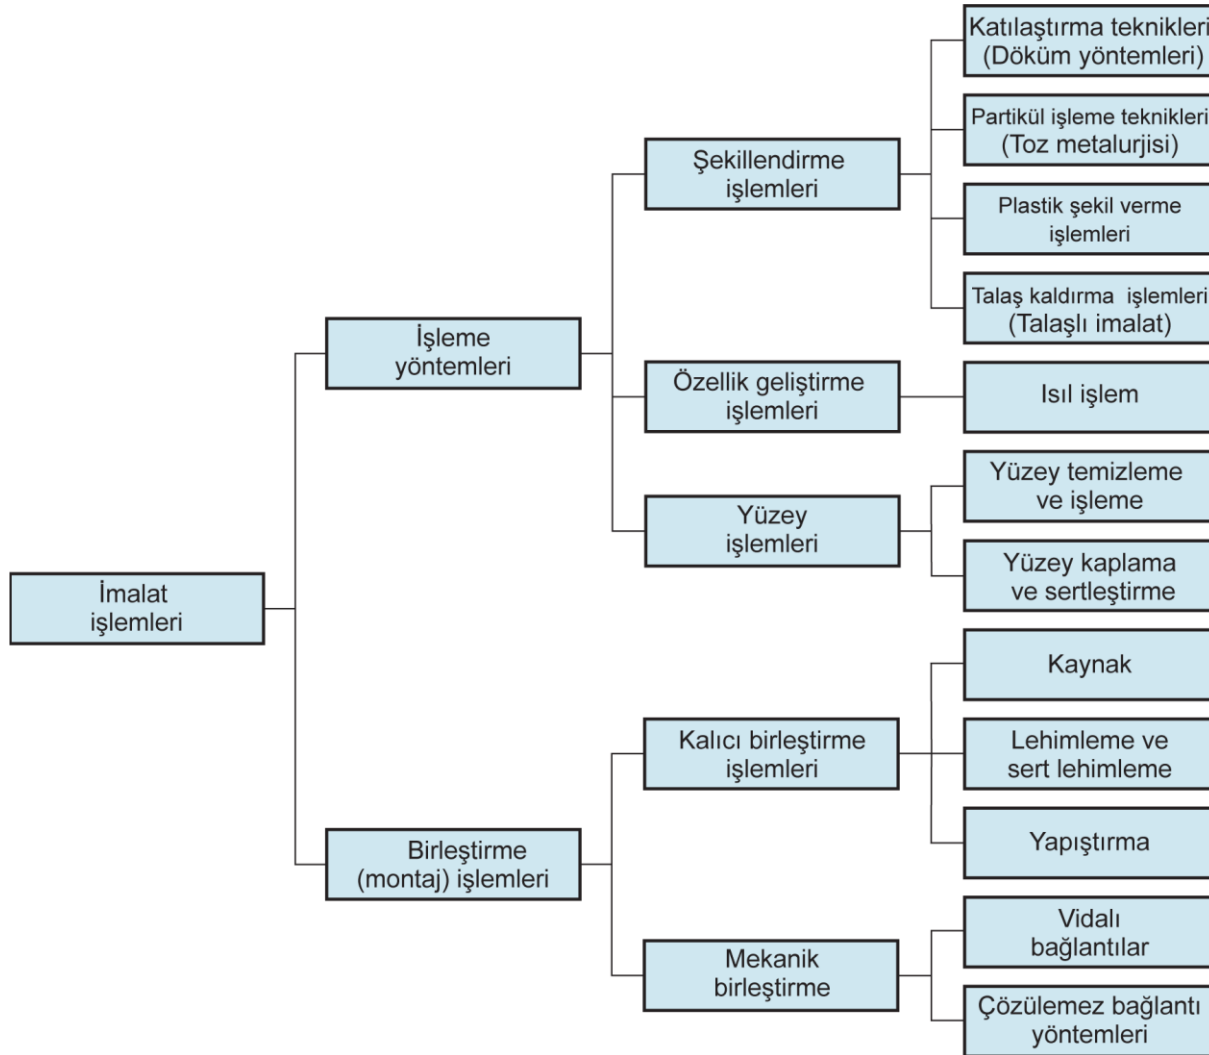 Katılaştırma teknikleri
(Döküm yöntemleri)
Partikül işleme teknikleri
(Toz metalurjisi)
Şekillendirme
işlemleri
Plastik şekil verme
işlemleri
Talaş kaldırma işlemleri
(Talaşlı imalat)
İşleme
yöntemleri
Özellik geliştirme
işlemleri
Isıl işlem
Yüzey temizleme
ve işleme
Yüzey
işlemleri
Yüzey kaplama
ve sertleştirme
İmalat
işlemleri
Kaynak
Kalıcı birleştirme
işlemleri
Lehimleme ve
sert lehimleme
Yapıştırma
Birleştirme
(montaj) işlemleri
Vidalı
bağlantılar
Mekanik
birleştirme
Çözülemez bağlantı
yöntemleri